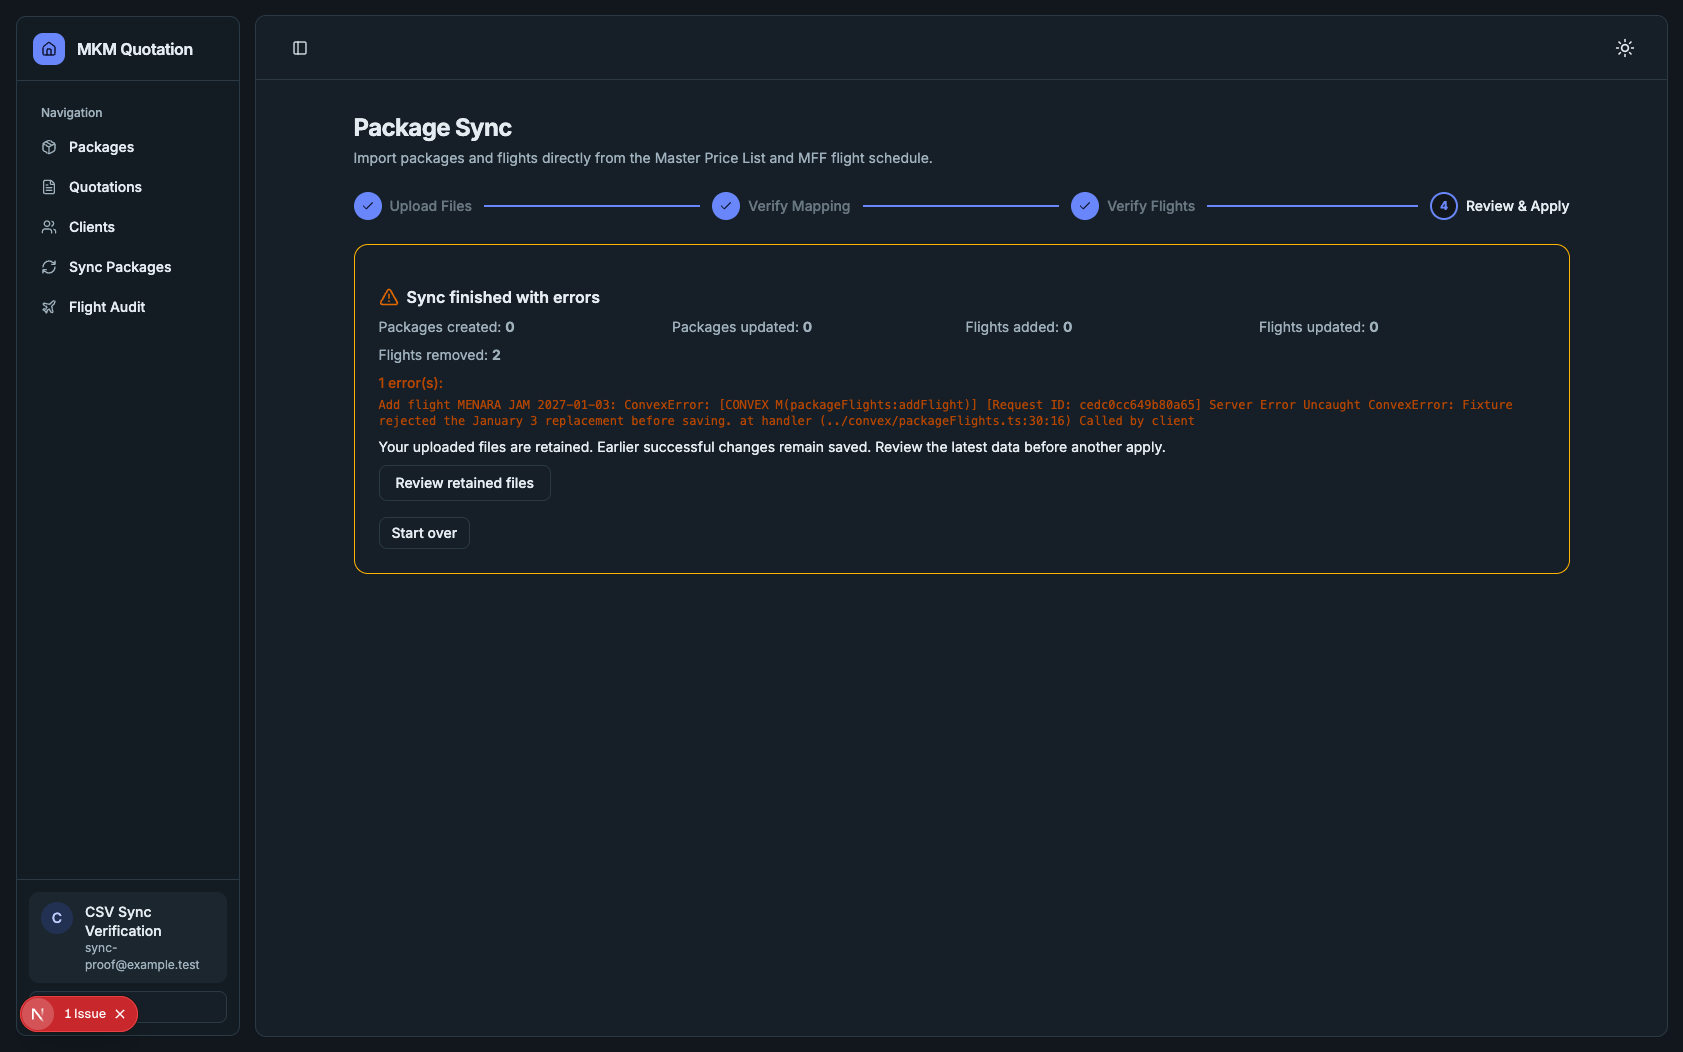 MKM Quotation
Navigation
Packages
Quotations
Clients
Sync Packages
Flight Audit
Package Sync
Import packages and flights directly from the Master Price List and MFF flight schedule.
Upload Files
Verify Mapping
Verify Flights
4 Review & Apply
Sync finished with errors
Packages created: 0
Packages updated: 0
Flights added: 0
Flights updated: 0
Flights removed: 2
1 error(s):
Add flight MENARA JAM 2027-01-03: ConvexError: [CONVEX M(packageFlights:addFlight)] [Request ID: cedc0cc649b80a65] Server Error Uncaught ConvexError: Fixture
rejected the January 3 replacement before saving. at handler (../convex/packageFlights.ts:30:16) Called by client
Your uploaded files are retained. Earlier successful changes remain saved. Review the latest data before another apply.
Review retained files
Start over
C
CSV Sync
Verification
sync-
proof@example.test
N
1 Issue